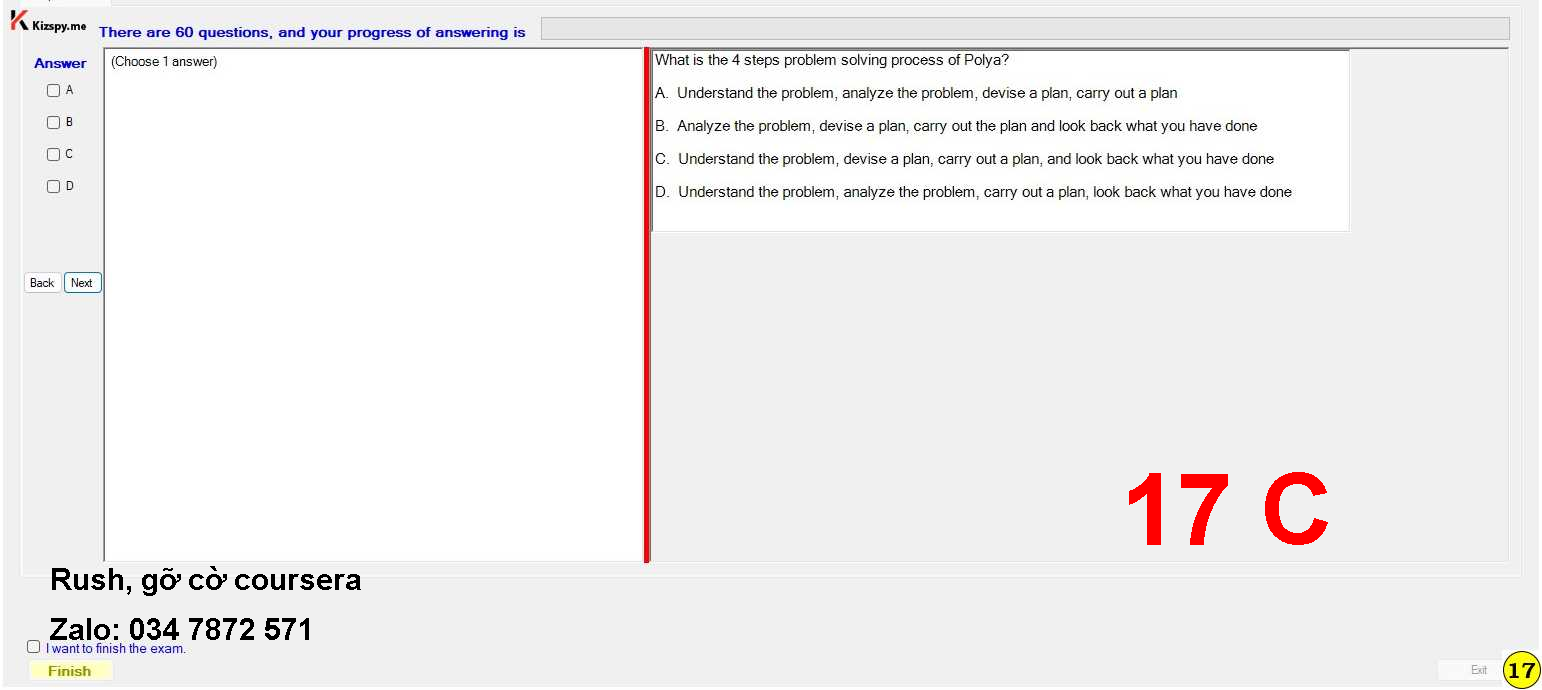 Kizspy.me
There are 60 questions, and your progress of answering is
Answer
A
B
C
D
Back
Next
(Choose 1 answer)
What is the 4 steps problem solving process of Polya?
A. Understand the problem, analyze the problem, devise a plan, carry out a plan
B. Analyze the problem, devise a plan, carry out the plan and look back what you have done
C. Understand the problem, devise a plan, carry out a plan, and look back what you have done
D. Understand the problem, analyze the problem, carry out a plan, look back what you have done
17 C
Rush, gỡ cờ coursera
Zalo: 034 7872 571
I want to finish the exam.
Finish
Exit
17